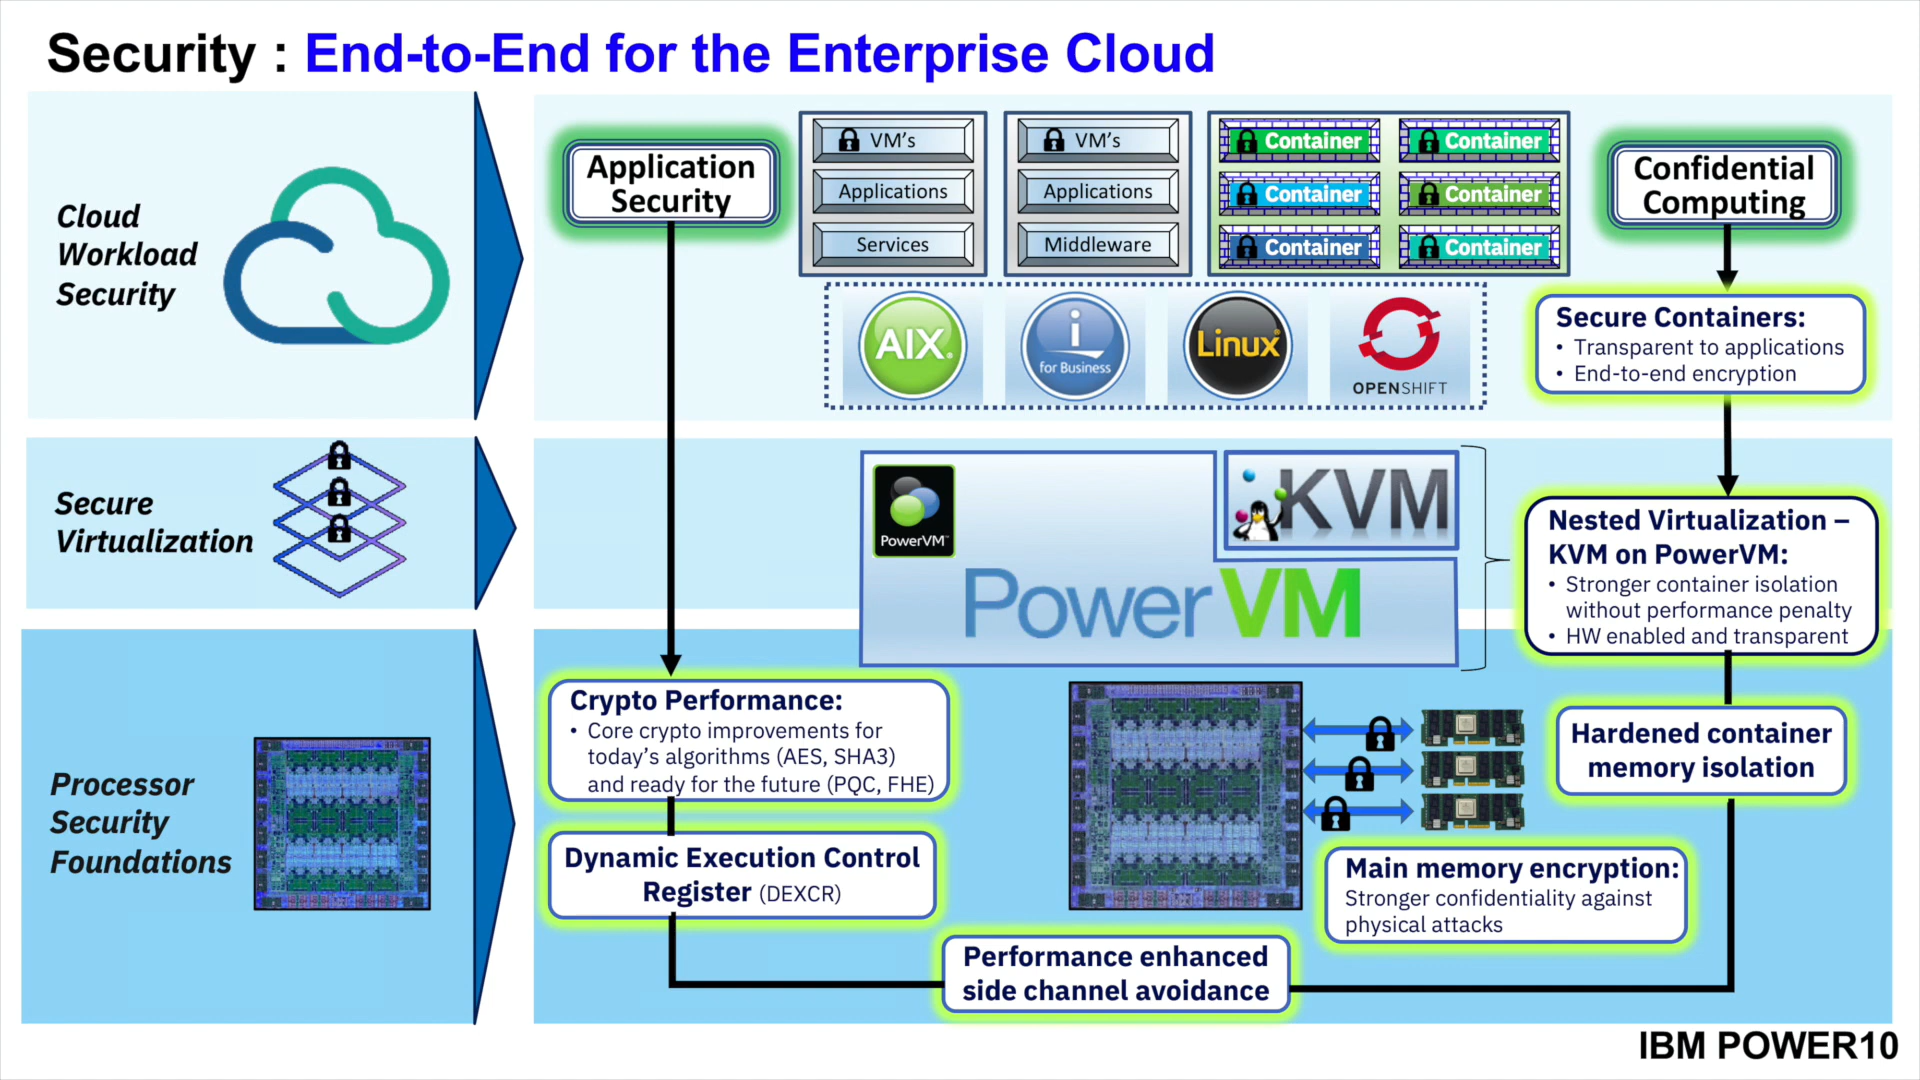 Security : End-to-End for the Enterprise Cloud
Cloud
Workload
Security
Application
Security
VM's
Applications
Services
VM's
Applications
Middleware
Container
Container
Container
Container
Container
Container
Confidential
Computing
AIX®
i
for Business
Linux®
OPENSHIFT
Secure Containers:
• Transparent to applications
• End-to-end encryption
Secure
Virtualization
PowerVM™
KVM
PowerVM
Nested Virtualization –
KVM on PowerVM:
• Stronger container isolation
without performance penalty
• HW enabled and transparent
Processor
Security
Foundations
Crypto Performance:
• Core crypto improvements for
today's algorithms (AES, SHA3)
and ready for the future (PQC, FHE)
Dynamic Execution Control
Register (DEXCR)
Hardened container
memory isolation
Main memory encryption:
Stronger confidentiality against
physical attacks
Performance enhanced
side channel avoidance
IBM POWER10